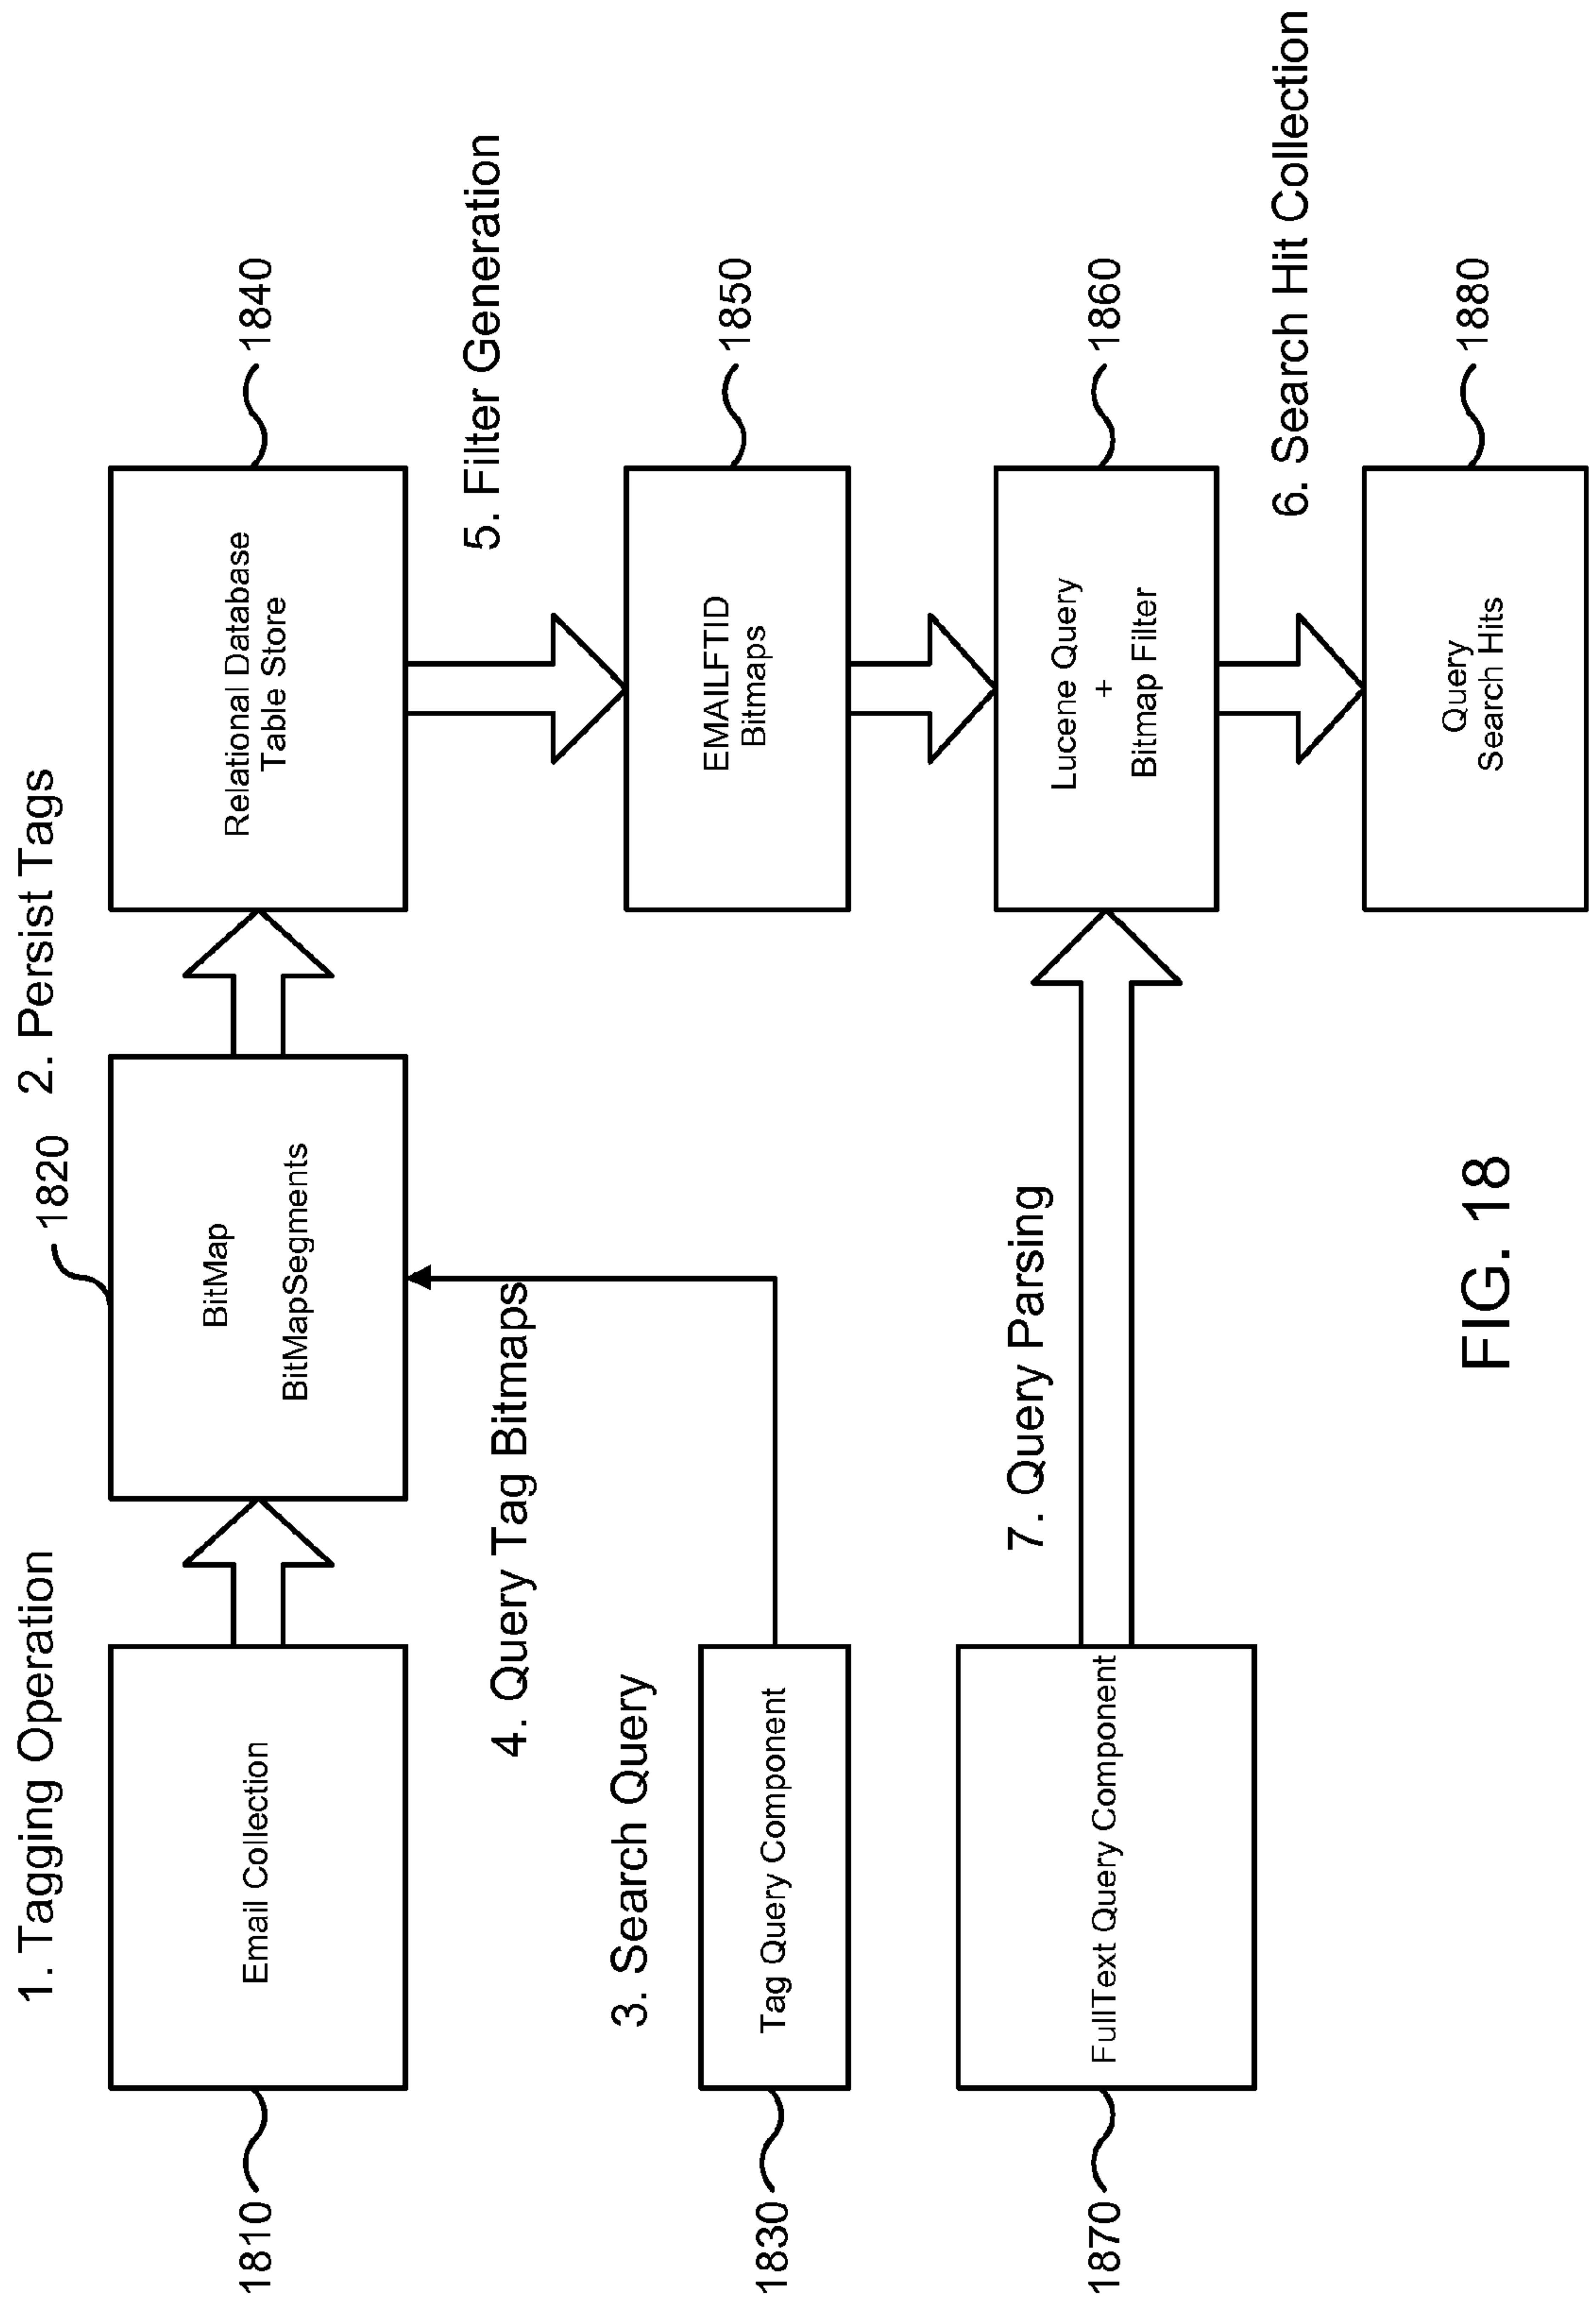 1. Tagging Operation
1820
2. Persist Tags
1810
Email Collection
BitMap
BitMapSegments
Relational Database
Table Store
1840
4. Query Tag Bitmaps
5. Filter Generation
3. Search Query
1830
Tag Query Component
EMAILFTID
Bitmaps
1850
7. Query Parsing
1870
FullText Query Component
Lucene Query
+
Bitmap Filter
1860
6. Search Hit Collection
Query
Search Hits
1880
FIG. 18